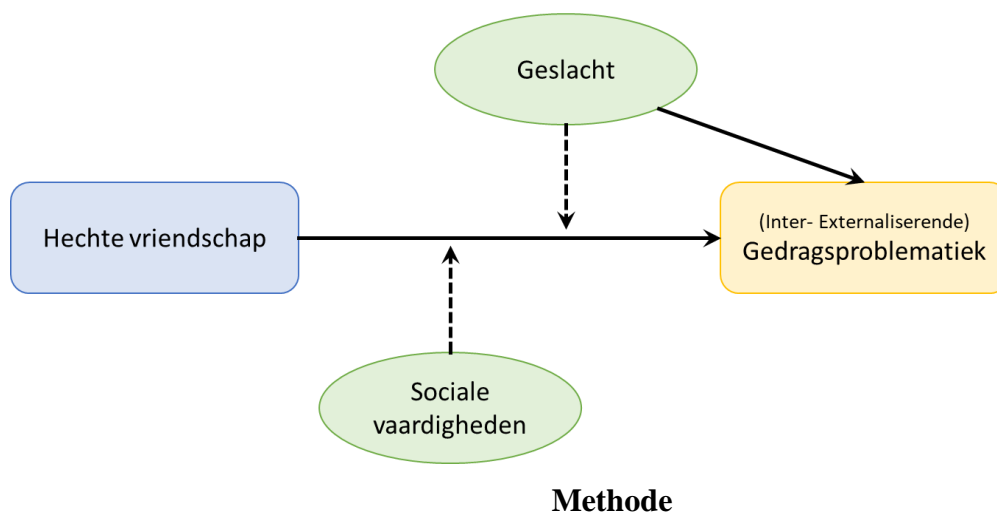 Geslacht
Hechte vriendschap
(Inter- Externaliserende)
Gedragsproblematiek
Sociale
vaardigheden
Methode